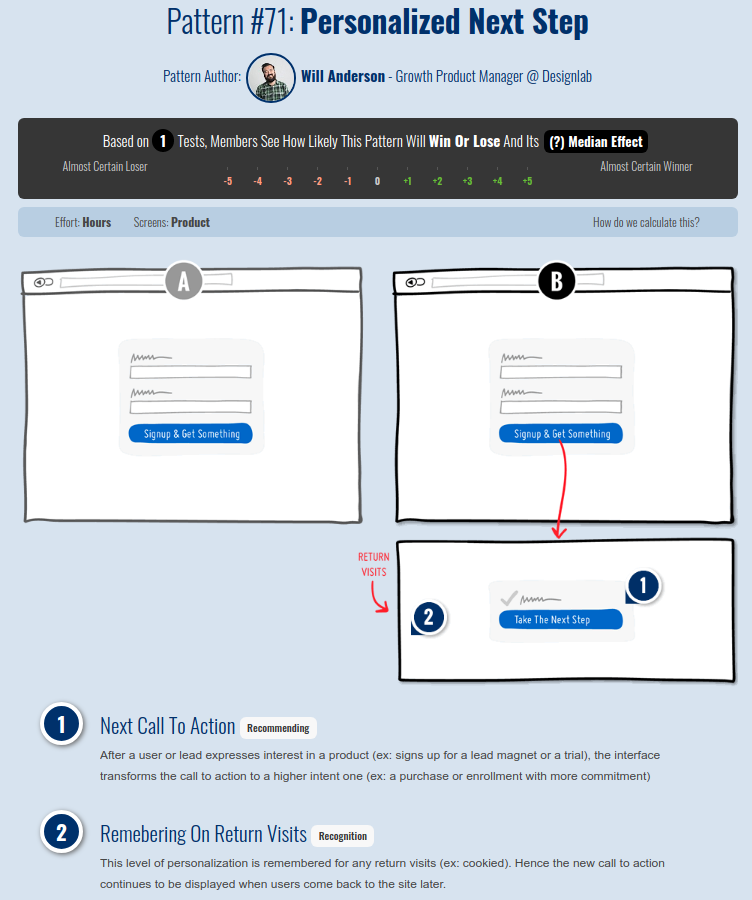 Pattern #71: Personalized Next Step
Pattern Author: Will Anderson - Growth Product Manager @ Designlab
Based on 1 Tests, Members See How Likely This Pattern Will Win Or Lose And Its (?) Median Effect
Almost Certain Loser
-5 -4 -3 -2 -1 0 +1 +2 +3 +4 +5
Almost Certain Winner
Effort: Hours Screens: Product How do we calculate this?
A
Signup & Get Something
B
Signup & Get Something
RETURN
VISITS
1
Take The Next Step
2
1 Next Call To Action Recommending
After a user or lead expresses interest in a product (ex: signs up for a lead magnet or a trial), the interface
transforms the call to action to a higher intent one (ex: a purchase or enrollment with more commitment)
2 Remebering On Return Visits Recognition
This level of personalization is remembered for any return visits (ex: cookied). Hence the new call to action
continues to be displayed when users come back to the site later.